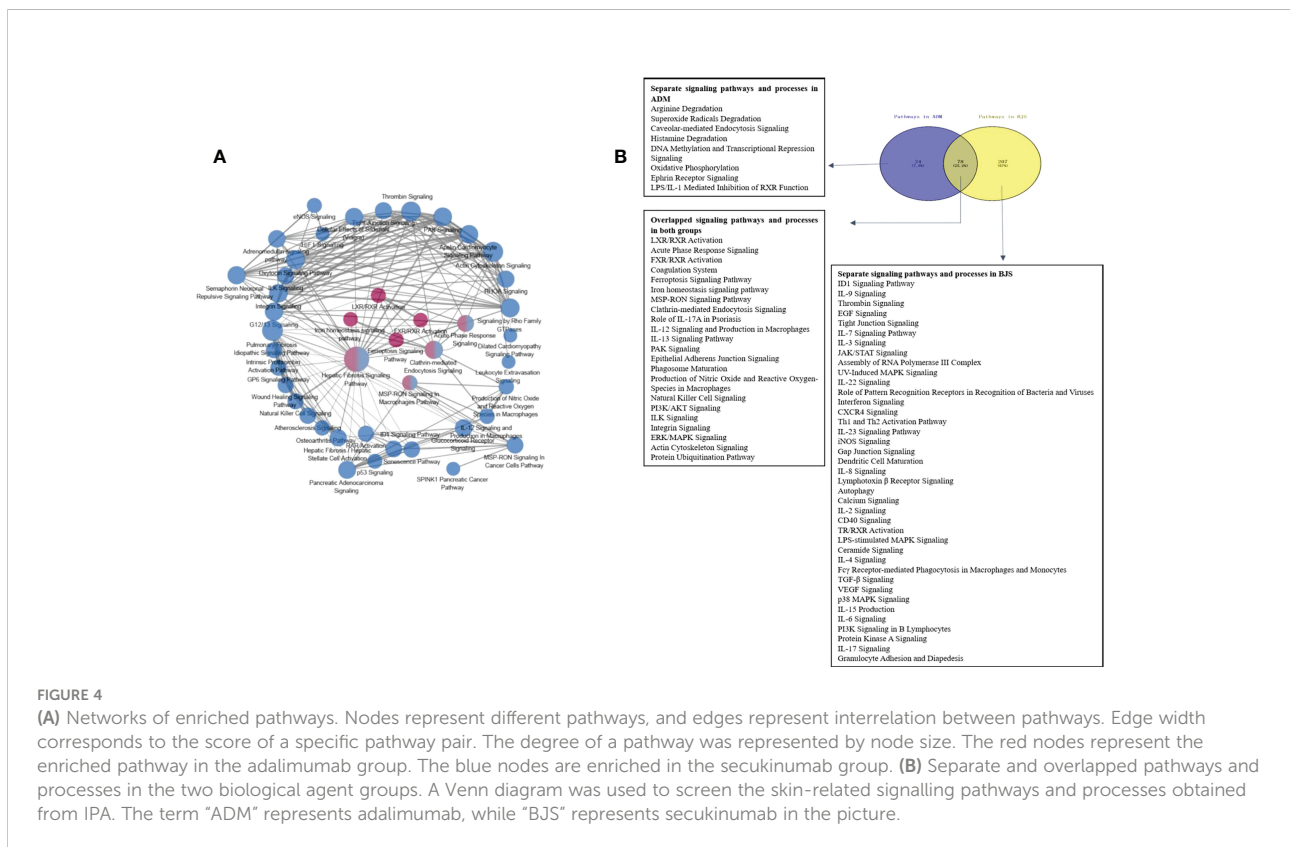 A
Thrombin Signaling
eNOS Signaling
Tight Junction Signaling
PAK Signaling
Cellular Effects of Sildenafil
(Viagra)
Adrenomedullin signaling
pathway
Apelin Cardiomyocyte
Signaling Pathway
Oxytocin Signaling Pathway
Actin Cytoskeleton Signaling
Semaphorin Neuronal
Repulsive Signaling Pathway
ILK Signaling
RHOA Signaling
Integrin Signaling
LXR/RXR Activation
G12/13 Signaling
Iron homeostasis signaling
pathway
FXR/RXR Activation
Acute Phase Response
Signaling
Signaling by Rho Family
GTPases
Pulmonary Fibrosis
Idiopathic Signaling Pathway
Ferroptosis Signaling
Pathway
Dilated Cardiomyopathy
Signaling Pathway
Intrinsic Prothrombin
Activation Pathway
Hepatic Fibrosis Signaling
Pathway
Clathrin-mediated
Endocytosis Signaling
Leukocyte Extravasation
Signaling
GP6 Signaling Pathway
Wound Healing Signaling
Pathway
MSP-RON Signaling In
Macrophages Pathway
Production of Nitric Oxide
and Reactive Oxygen
Species in Macrophages
Natural Killer Cell Signaling
Atherosclerosis Signaling
ID1 Signaling Pathway
IL-12 Signaling and
Production in Macrophages
Osteoarthritis Pathway
RAR Activation
Glucocorticoid Receptor
Signaling
Hepatic Fibrosis / Hepatic
Stellate Cell Activation
Senescence Pathway
MSP-RON Signaling In
Cancer Cells Pathway
p53 Signaling
Pancreatic Adenocarcinoma
Signaling
SPINK1 Pancreatic Cancer
Pathway
B
Separate signaling pathways and processes in
ADM
Arginine Degradation
Superoxide Radicals Degradation
Caveolar-mediated Endocytosis Signaling
Histamine Degradation
DNA Methylation and Transcriptional Repression
Signaling
Oxidative Phosphorylation
Ephrin Receptor Signaling
LPS/IL-1 Mediated Inhibition of RXR Function
Pathways in ADM
Pathways in BJS
78
202
Overlapped signaling pathways and processes
in both groups
LXR/RXR Activation
Acute Phase Response Signaling
FXR/RXR Activation
Coagulation System
Ferroptosis Signaling Pathway
Iron homeostasis signaling pathway
MSP-RON Signaling Pathway
Clathrin-mediated Endocytosis Signaling
Role of IL-17A in Psoriasis
IL-12 Signaling and Production in Macrophages
IL-13 Signaling Pathway
PAK Signaling
Epithelial Adherens Junction Signaling
Phagosome Maturation
Production of Nitric Oxide and Reactive Oxygen-
Species in Macrophages
Natural Killer Cell Signaling
PI3K/AKT Signaling
ILK Signaling
Integrin Signaling
ERK/MAPK Signaling
Actin Cytoskeleton Signaling
Protein Ubiquitination Pathway
Separate signaling pathways and processes in BJS
ID1 Signaling Pathway
IL-9 Signaling
Thrombin Signaling
EGF Signaling
Tight Junction Signaling
IL-7 Signaling Pathway
IL-3 Signaling
JAK/STAT Signaling
Assembly of RNA Polymerase III Complex
UV-Induced MAPK Signaling
IL-22 Signaling
Role of Pattern Recognition Receptors in Recognition of Bacteria and Viruses
Interferon Signaling
CXCR4 Signaling
Th1 and Th2 Activation Pathway
IL-23 Signaling Pathway
iNOS Signaling
Gap Junction Signaling
Dendritic Cell Maturation
IL-8 Signaling
Lymphotoxin β Receptor Signaling
Autophagy
Calcium Signaling
IL-2 Signaling
CD40 Signaling
TR/RXR Activation
LPS-stimulated MAPK Signaling
Ceramide Signaling
IL-4 Signaling
Fcγ Receptor-mediated Phagocytosis in Macrophages and Monocytes
TGF-β Signaling
VEGF Signaling
p38 MAPK Signaling
IL-15 Production
IL-6 Signaling
PI3K Signaling in B Lymphocytes
Protein Kinase A Signaling
IL-17 Signaling
Granulocyte Adhesion and Diapedesis
FIGURE 4
(A) Networks of enriched pathways. Nodes represent different pathways, and edges represent interrelation between pathways. Edge width
corresponds to the score of a specific pathway pair. The degree of a pathway was represented by node size. The red nodes represent the
enriched pathway in the adalimumab group. The blue nodes are enriched in the secukinumab group. (B) Separate and overlapped pathways and
processes in the two biological agent groups. A Venn diagram was used to screen the skin-related signalling pathways and processes obtained
from IPA. The term “ADM” represents adalimumab, while “BJS” represents secukinumab in the picture.